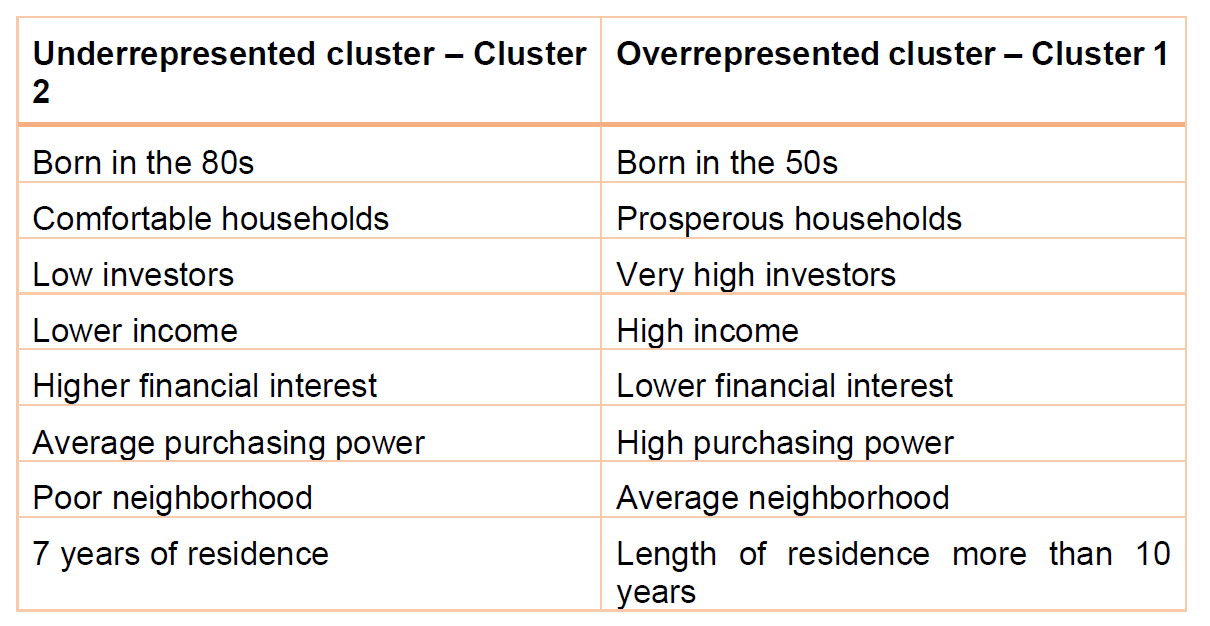 Underrepresented cluster – Cluster
2
Overrepresented cluster – Cluster 1
Born in the 80s
Born in the 50s
Comfortable households
Prosperous households
Low investors
Very high investors
Lower income
High income
Higher financial interest
Lower financial interest
Average purchasing power
High purchasing power
Poor neighborhood
Average neighborhood
7 years of residence
Length of residence more than 10
years